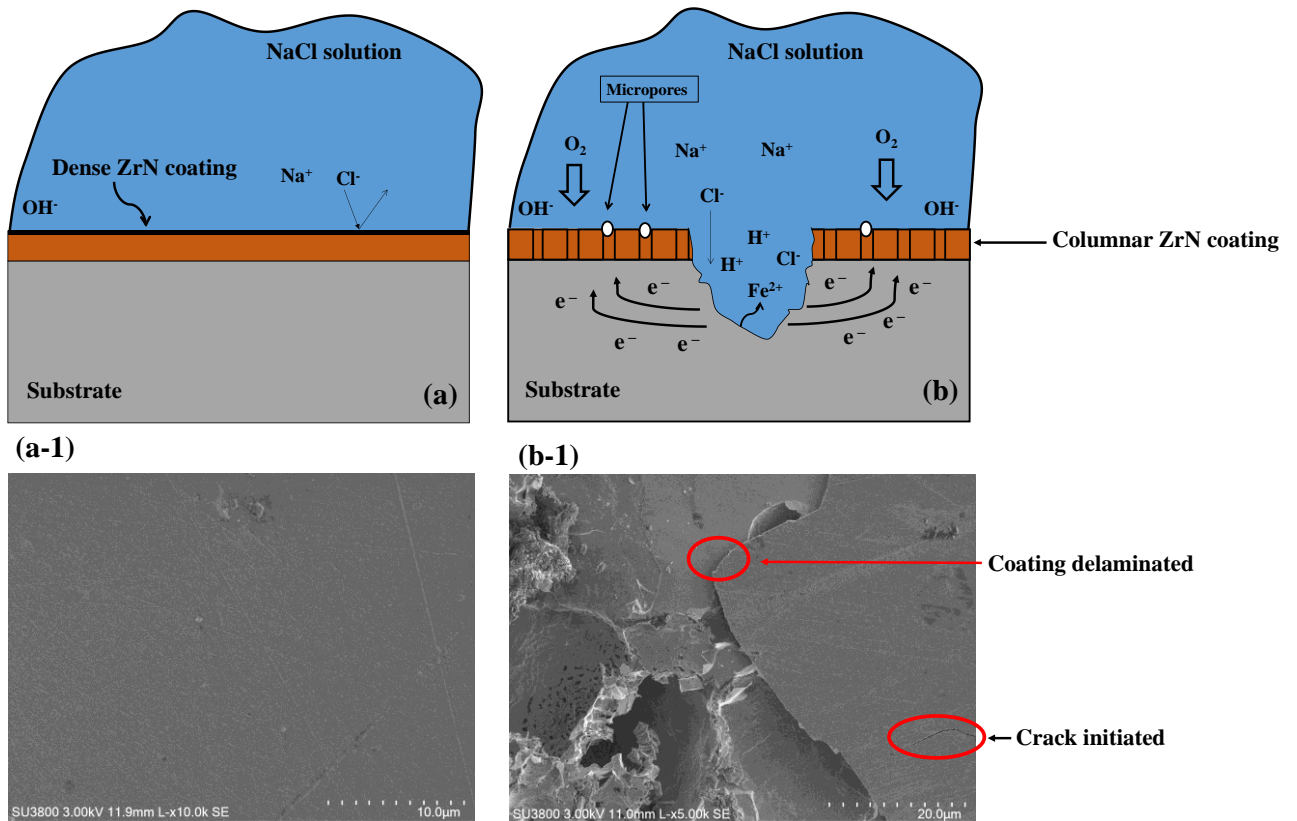 NaCl solution
Dense ZrN coating
Na⁺
Cl⁻
OH⁻
Substrate
(a)
NaCl solution
Micropores
O₂
Na⁺
Na⁺
O₂
Cl⁻
OH⁻
H⁺
OH⁻
H⁺
Cl⁻
Columnar ZrN coating
Fe²⁺
e⁻
e⁻
e⁻
e⁻
e⁻
e⁻
e⁻
e⁻
Substrate
(b)
(a-1)
(b-1)
Coating delaminated
Crack initiated
SU3800 3.00kV 11.9mm L-x10.0k SE
10.0µm
SU3800 3.00kV 11.0mm L-x5.00k SE
20.0µm